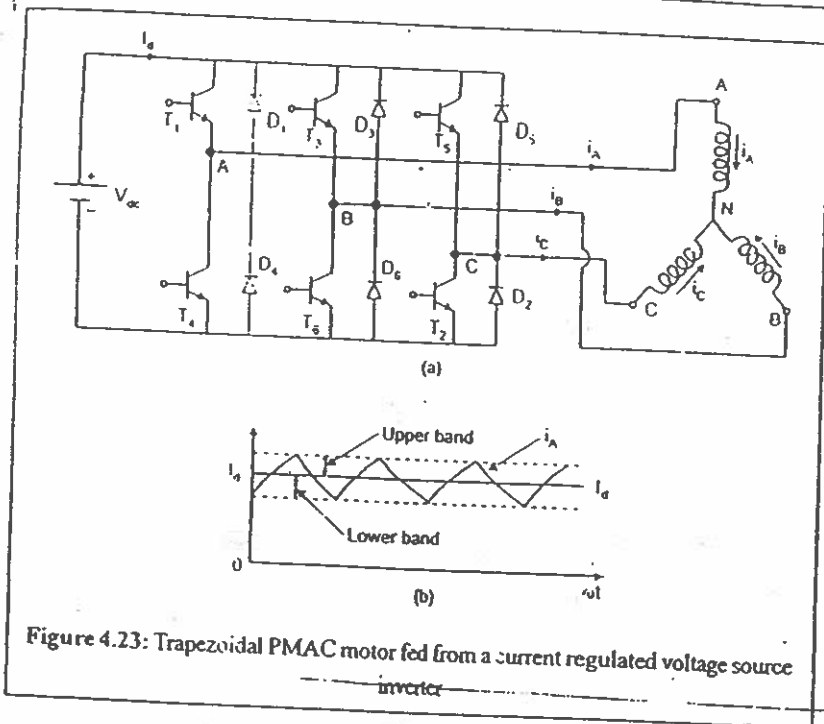 I_d
T_1
D_1
T_3
D_3
T_5
D_5
A
i_A
A
i_A
V_dc
+
-
B
i_B
N
i_B
C
i_C
i_C
C
B
D_4
T_4
D_6
T_6
T_2
D_2
(a)
Upper band
i_A
I_d
I_d
Lower band
0
ωt
(b)
Figure 4.23: Trapezoidal PMAC motor fed from a current regulated voltage source
inverter